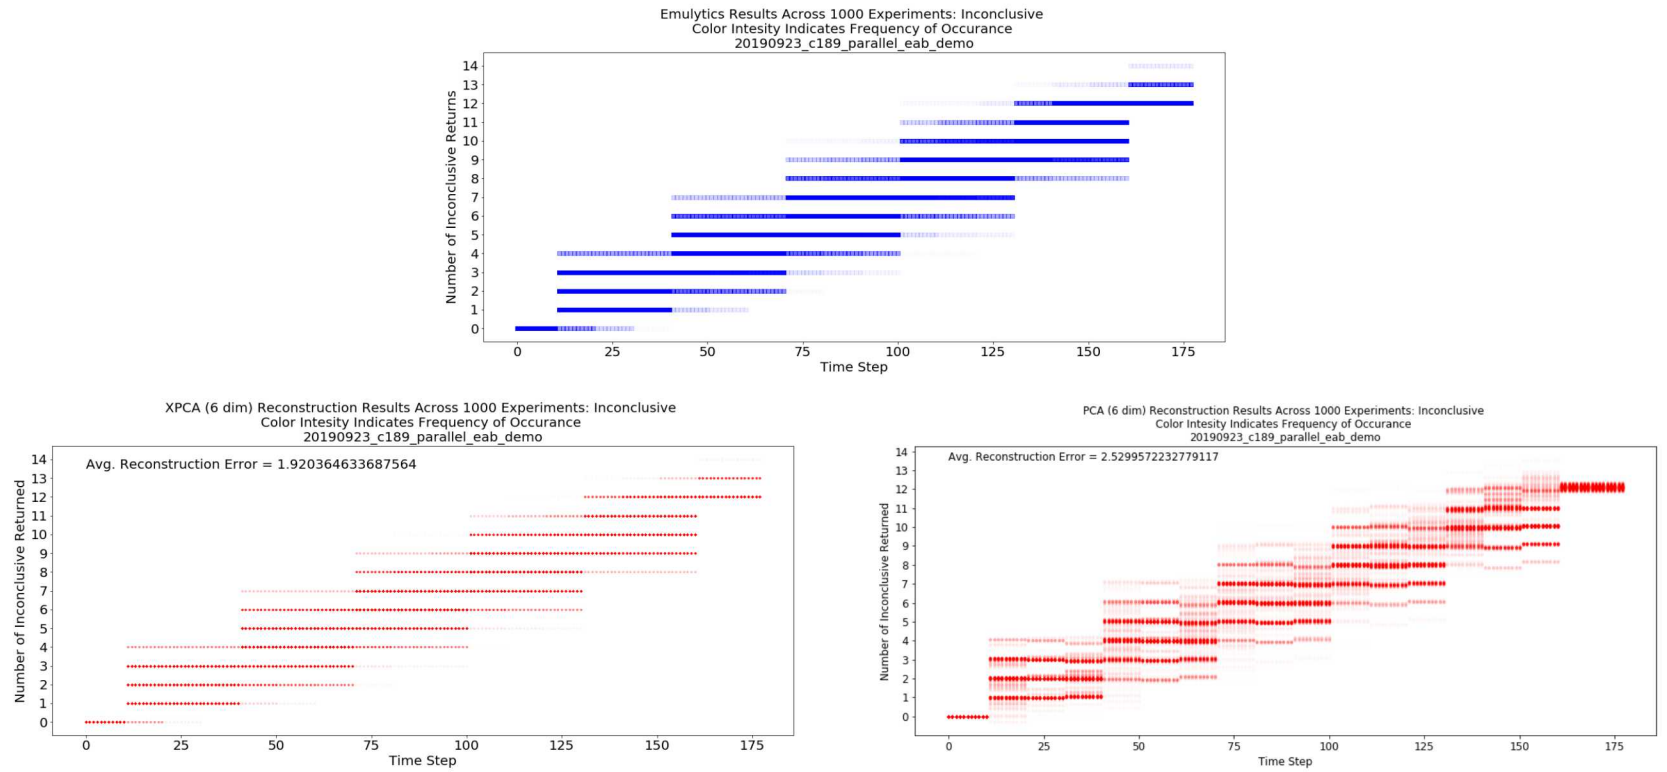 Emulytics Results Across 1000 Experiments: Inconclusive
Color Intesity Indicates Frequency of Occurance
20190923_c189_parallel_eab_demo
Number of Inconclusive Returns
14
13
12
11
10
9
8
7
6
5
4
3
2
1
0
0 25 50 75 100 125 150 175
Time Step
XPCA (6 dim) Reconstruction Results Across 1000 Experiments: Inconclusive
Color Intesity Indicates Frequency of Occurance
20190923_c189_parallel_eab_demo
Avg. Reconstruction Error = 1.920364633687564
Number of Inconclusive Returned
14
13
12
11
10
9
8
7
6
5
4
3
2
1
0
0 25 50 75 100 125 150 175
Time Step
PCA (6 dim) Reconstruction Results Across 1000 Experiments: Inconclusive
Color Intesity Indicates Frequency of Occurance
20190923_c189_parallel_eab_demo
Avg. Reconstruction Error = 2.5299572232779117
Number of Inconclusive Returned
14
13
12
11
10
9
8
7
6
5
4
3
2
1
0
0 25 50 75 100 125 150 175
Time Step